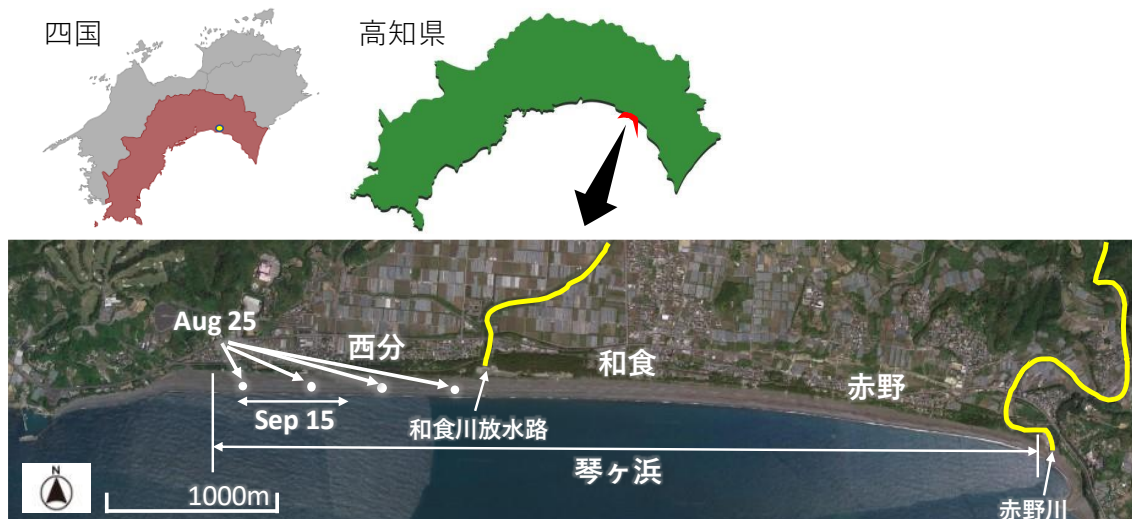 四国
高知県
Aug 25
西分
和食
赤野
Sep 15
和食川放水路
琴ヶ浜
N
1000m
赤野川